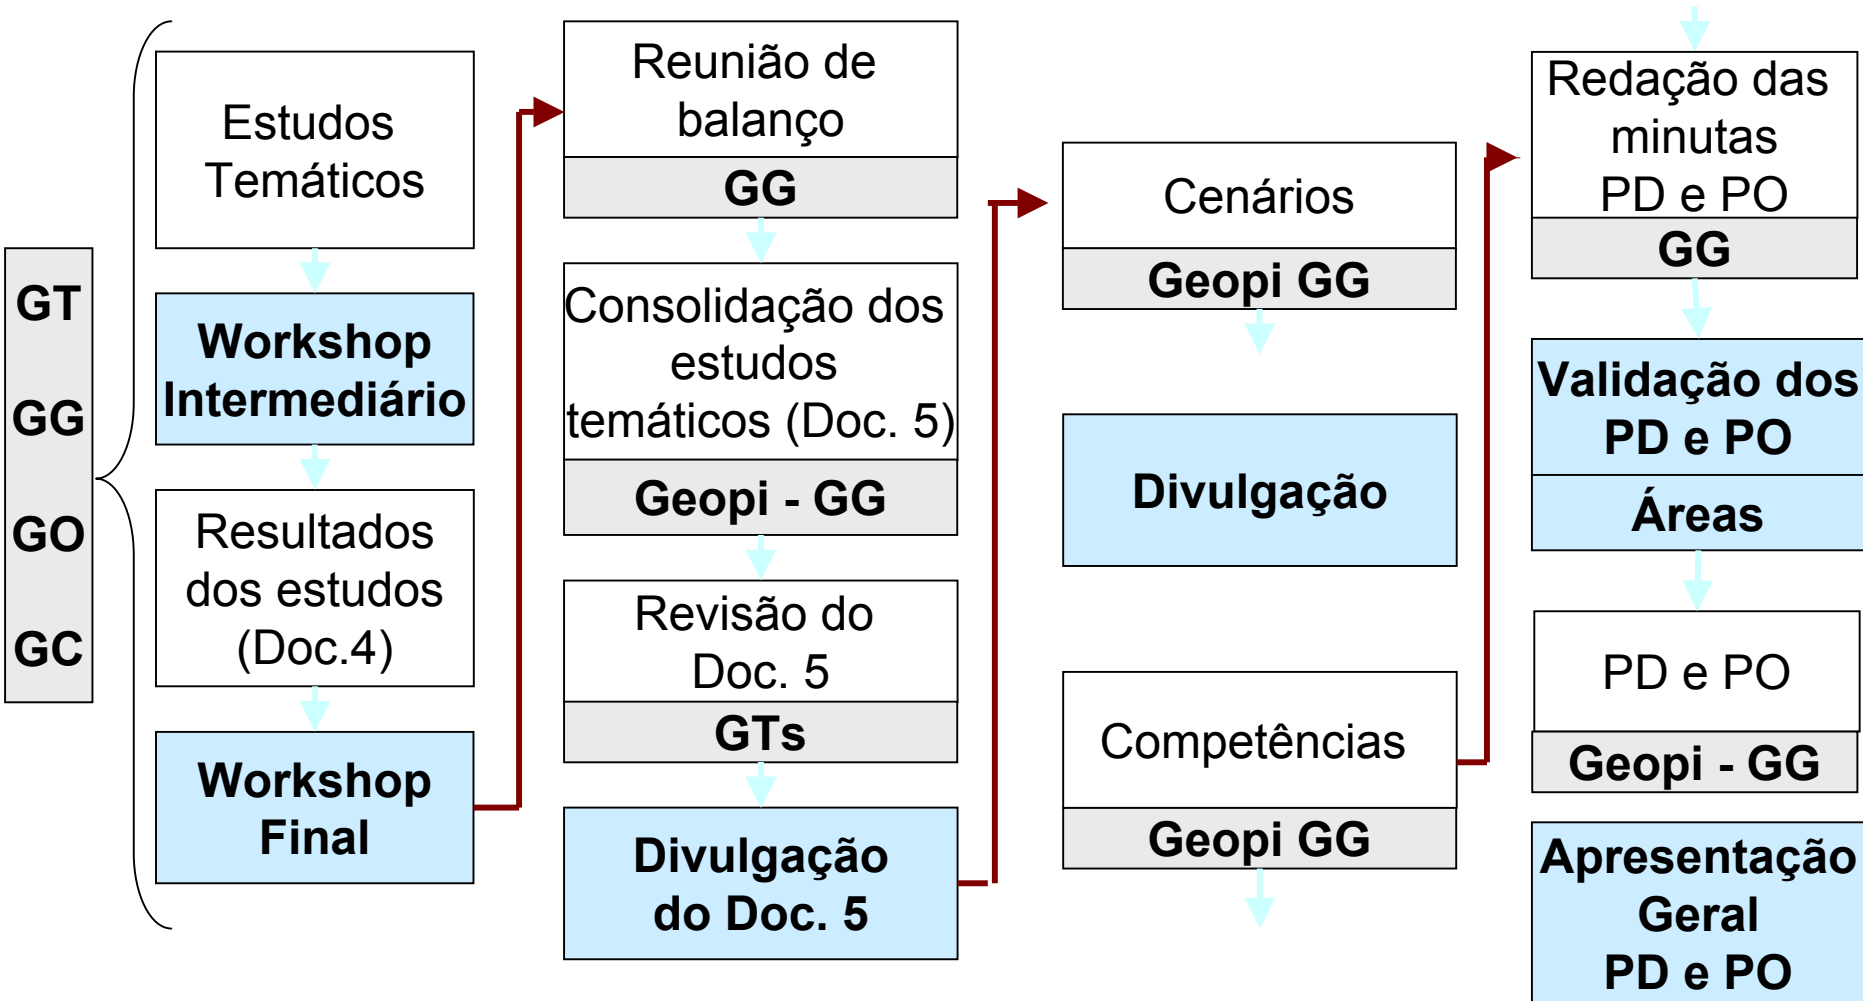 GT
GG
GO
GC
Estudos
Temáticos
Workshop
Intermediário
Resultados
dos estudos
(Doc.4)
Workshop
Final
Reunião de
balanço
GG
Consolidação dos
estudos
temáticos (Doc. 5)
Geopi - GG
Revisão do
Doc. 5
GTs
Divulgação
do Doc. 5
Cenários
Geopi GG
Divulgação
Competências
Geopi GG
Redação das
minutas
PD e PO
GG
Validação dos
PD e PO
Áreas
PD e PO
Geopi - GG
Apresentação
Geral
PD e PO